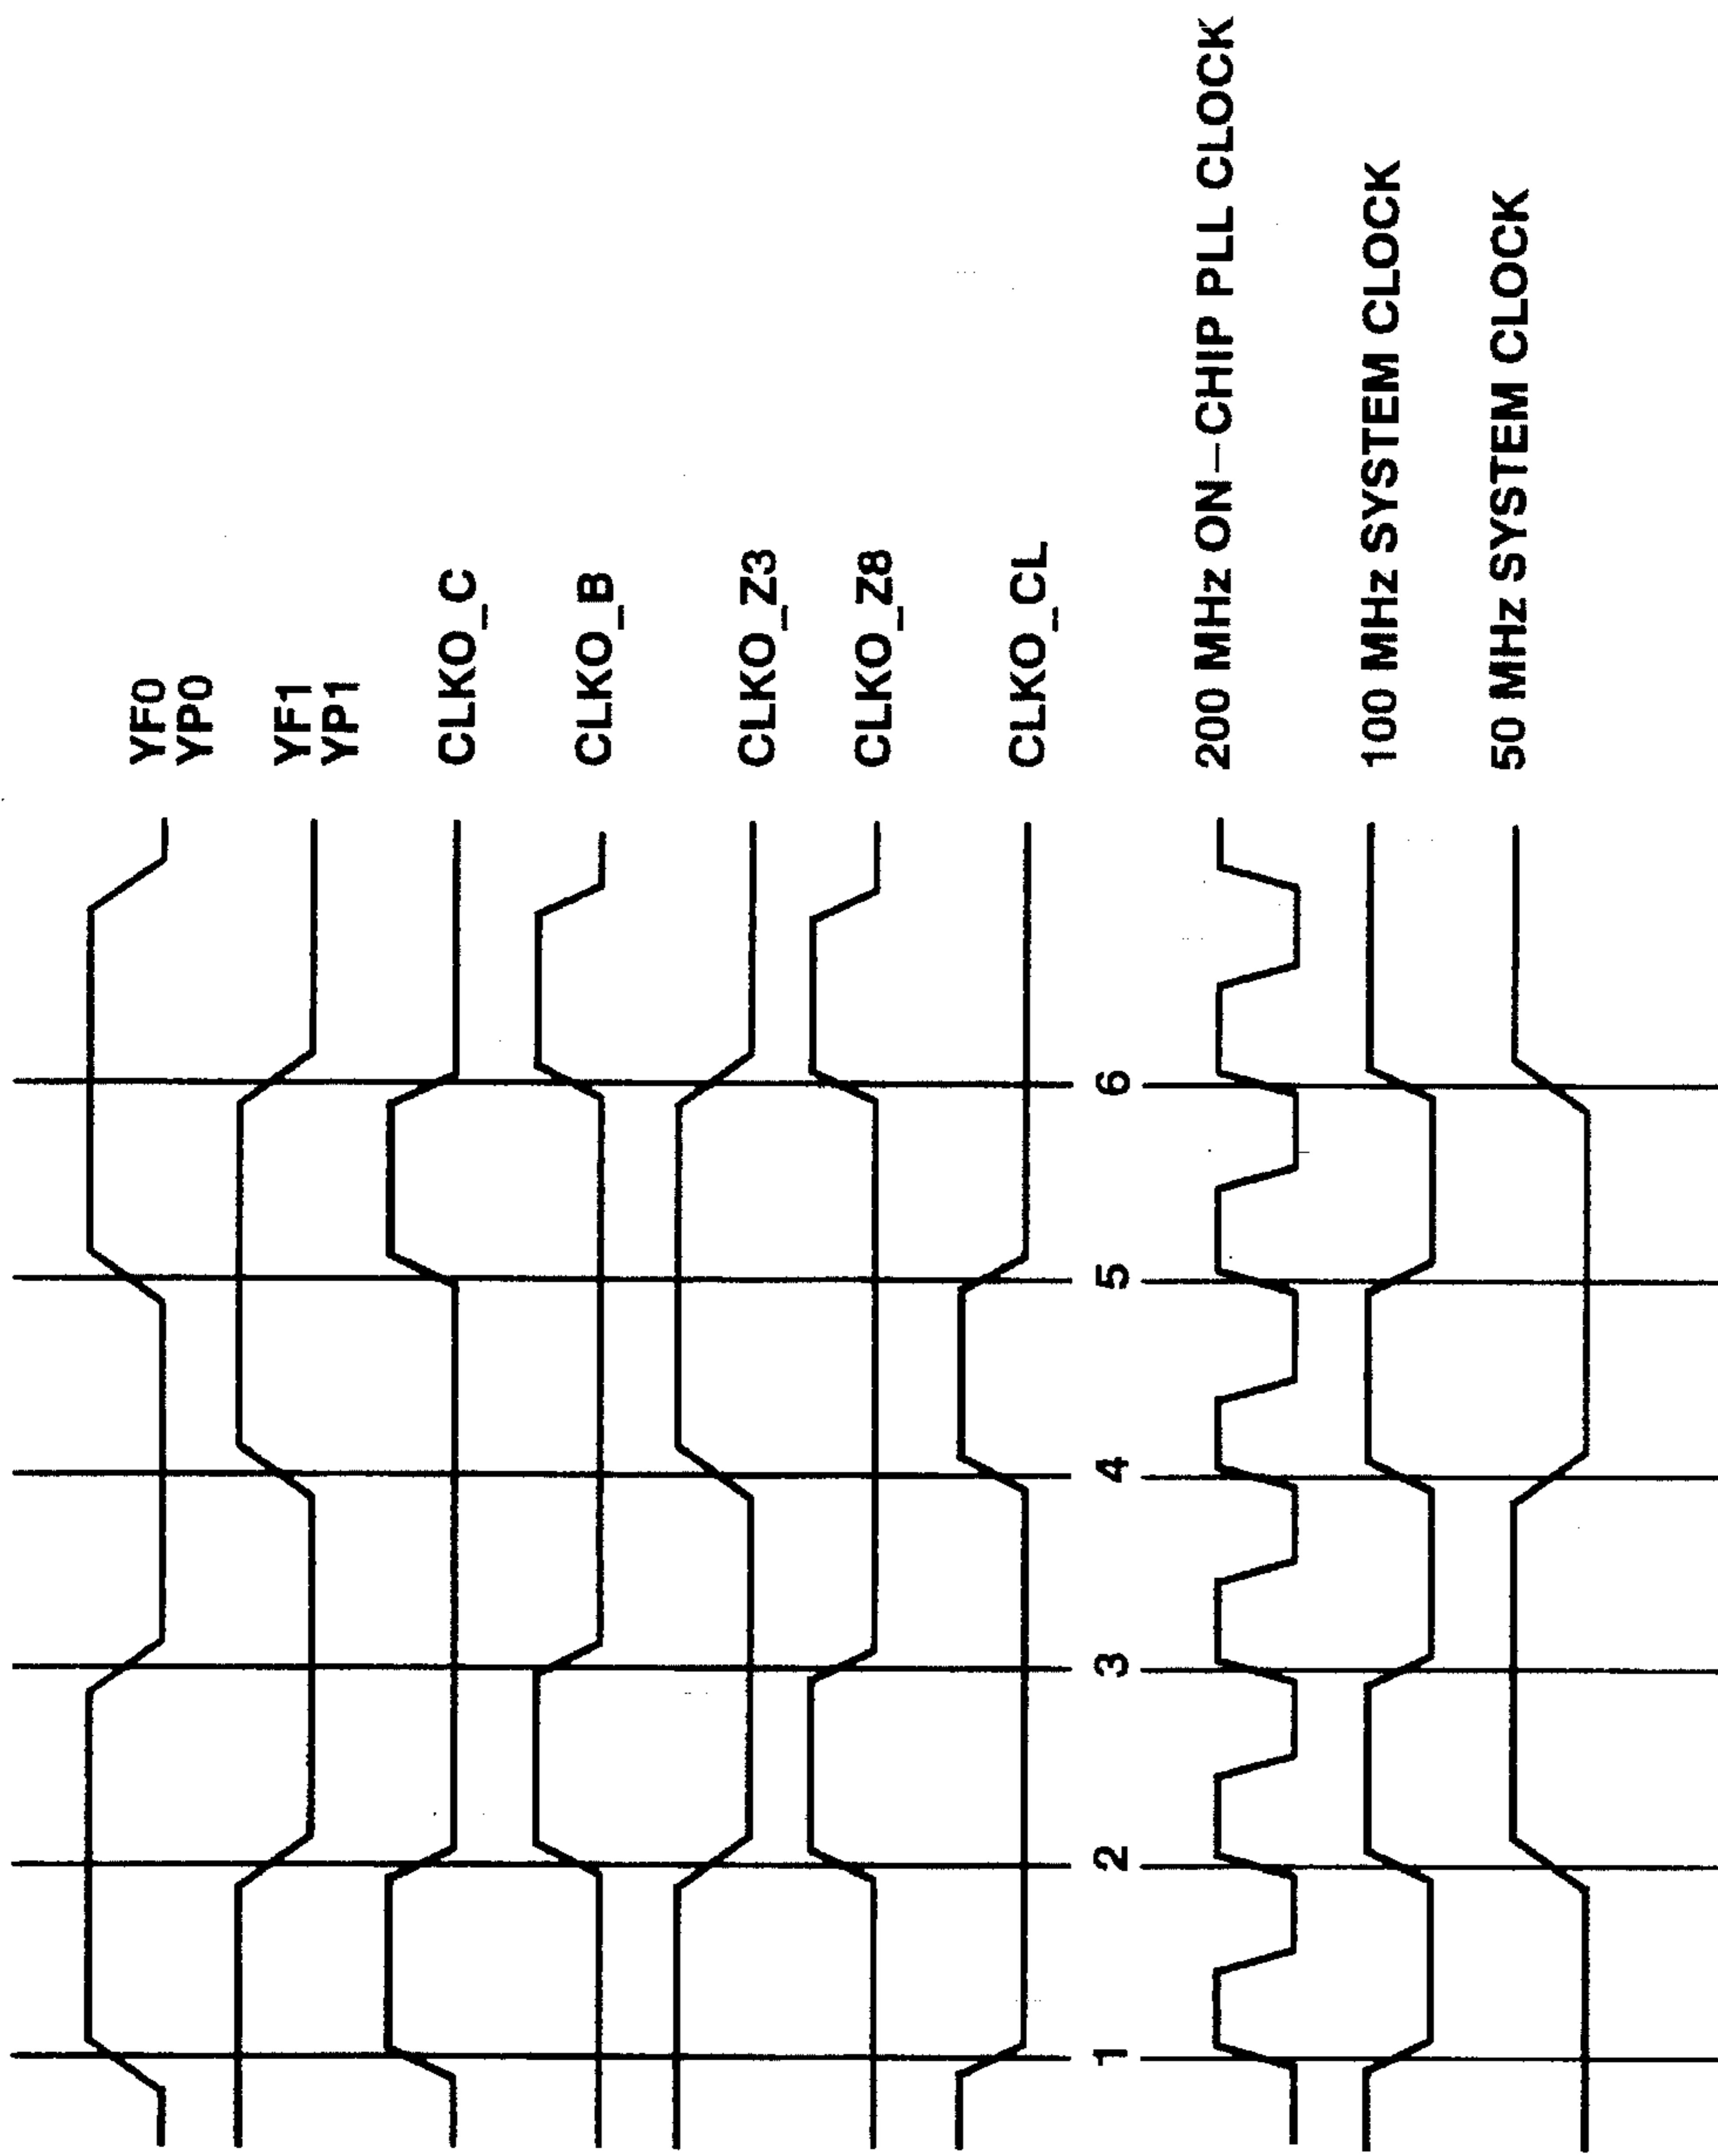 YF0
YP0
YF1
YP1
CLKO_C
CLKO_B
CLKO_Z3
CLKO_Z8
CLKO_CL
1 2 3 4 5 6
200 MHz ON-CHIP PLL CLOCK
100 MHz SYSTEM CLOCK
50 MHz SYSTEM CLOCK